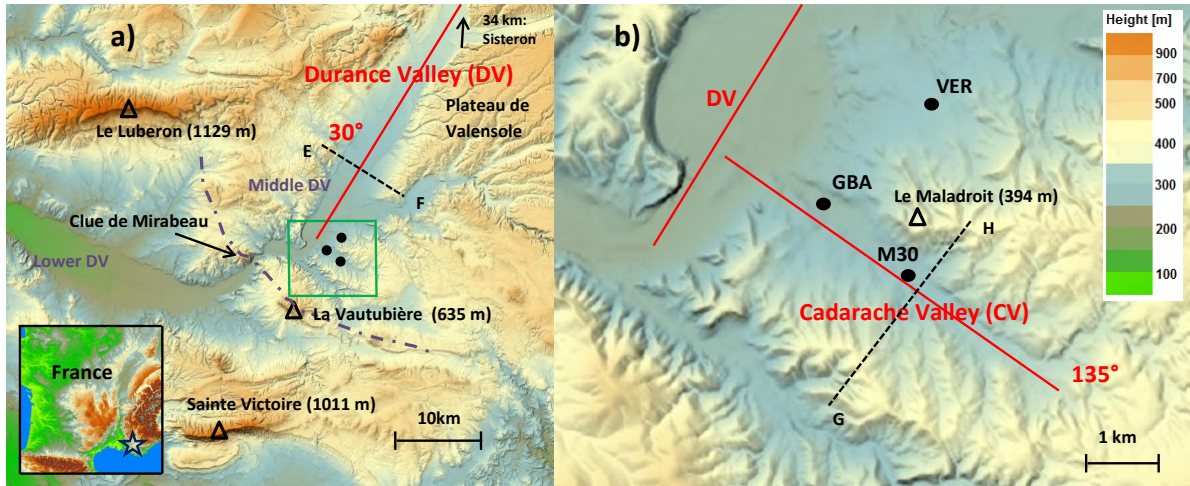 a)
34 km:
Sisteron
Durance Valley (DV)
Plateau de
Valensole
Le Luberon (1129 m)
30°
E
F
Middle DV
Clue de Mirabeau
Lower DV
La Vautubière (635 m)
France
Sainte Victoire (1011 m)
10km
b)
Height [m]
900
700
500
400
300
200
100
VER
DV
GBA
Le Maladroit (394 m)
H
M30
Cadarache Valley (CV)
135°
G
1 km